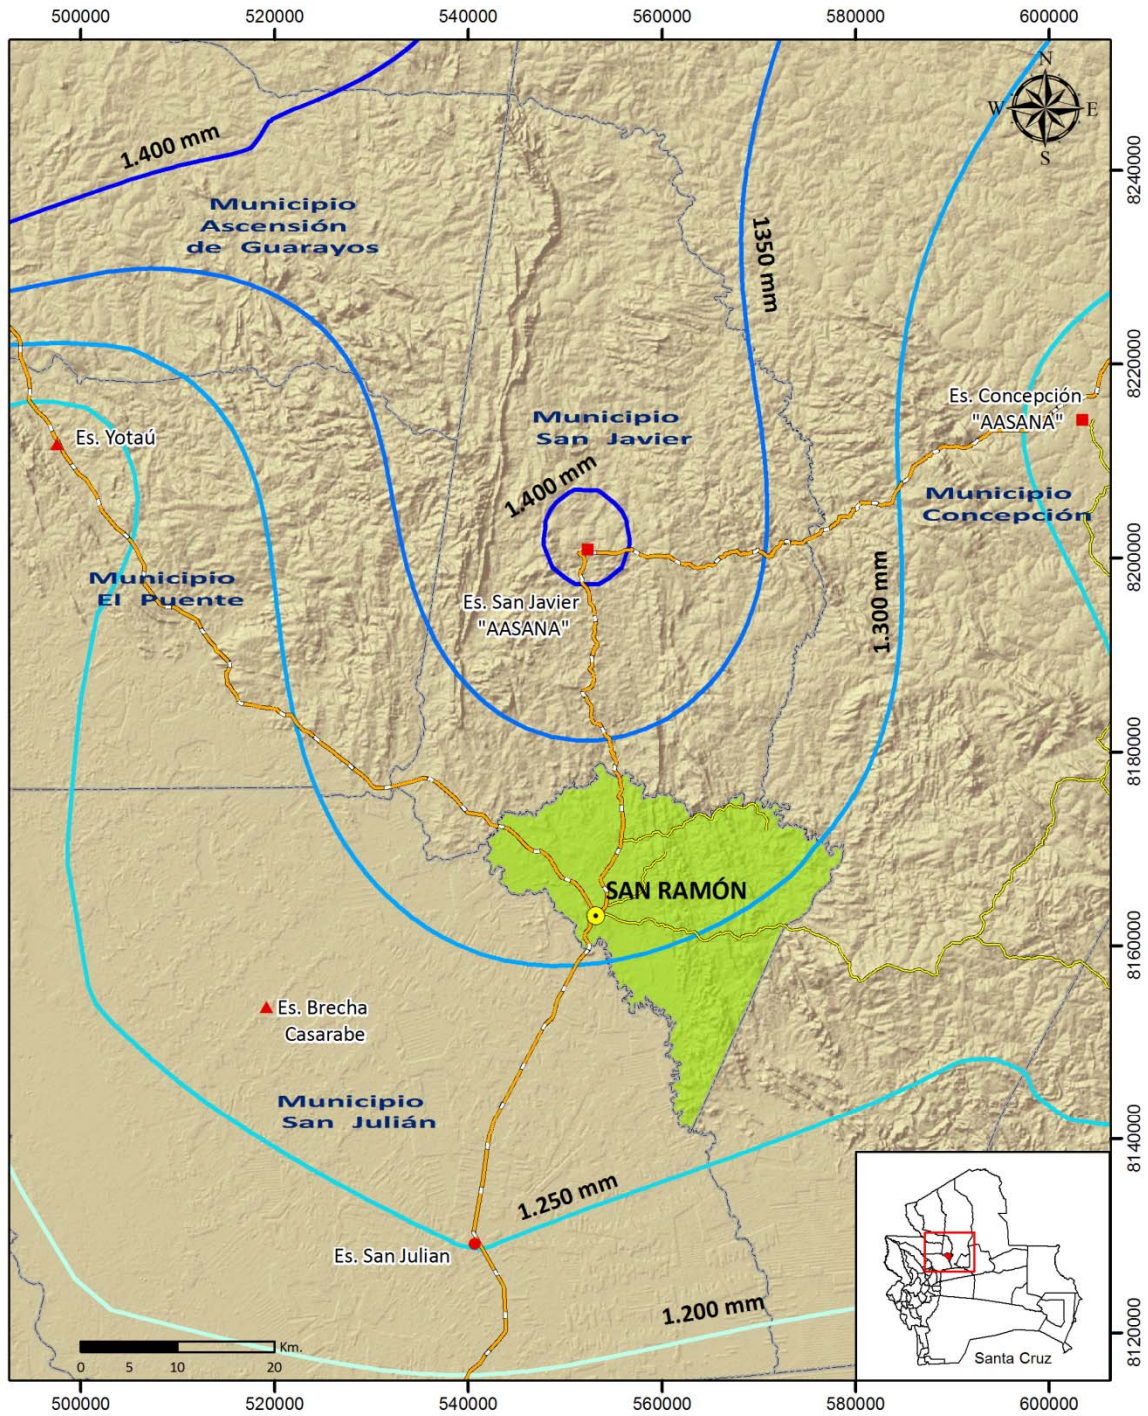 500000 520000 540000 560000 580000 600000
N
W E
S
1.400 mm
8240000
Municipio
Ascensión
de Guarayos
1350 mm
8220000
Es. Concepción
"AASANA"
Municipio
San Javier
Es. Yotaú
1.400 mm
Municipio
Concepción
8200000
Municipio
El Puente
Es. San Javier
"AASANA"
1.300 mm
8180000
SAN RAMÓN
8160000
Es. Brecha
Casarabe
Municipio
San Julián
8140000
1.250 mm
Es. San Julian
1.200 mm
8120000
Km.
0 5 10 20
Santa Cruz
500000 520000 540000 560000 580000 600000